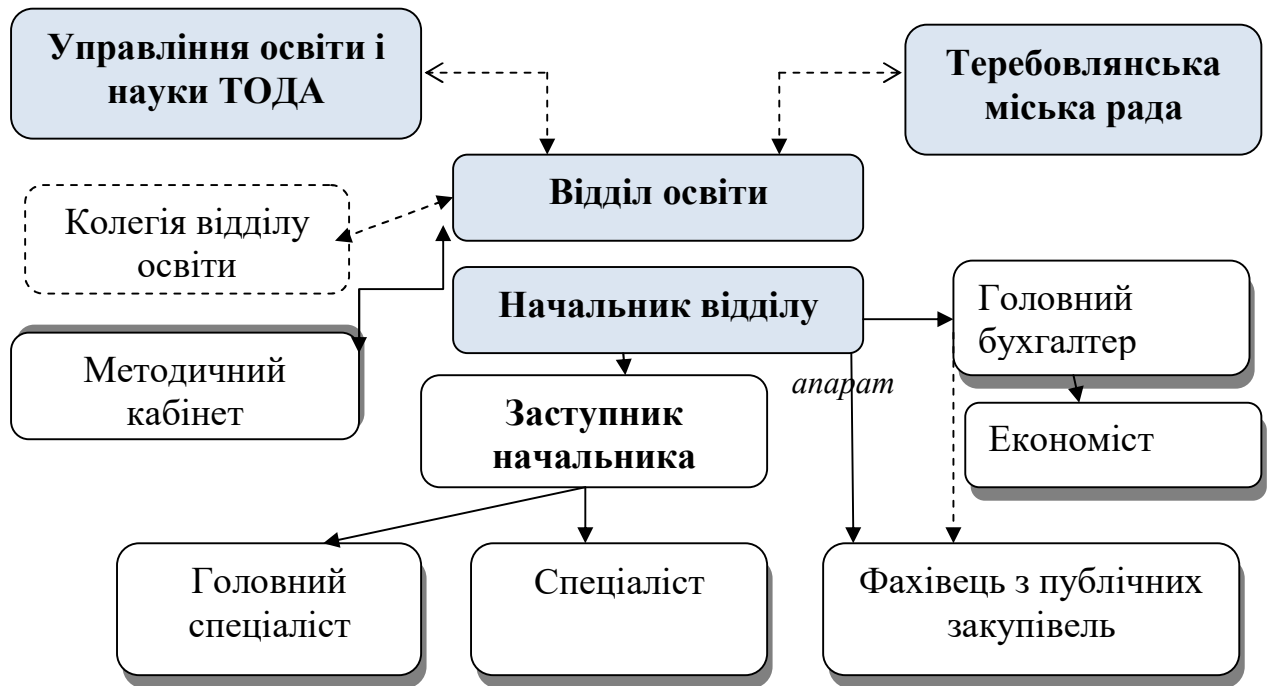 Управління освіти і
науки ТОДА
Теребовлянська
міська рада
Відділ освіти
Колегія відділу
освіти
Начальник відділу
Головний
бухгалтер
Методичний
кабінет
апарат
Заступник
начальника
Економіст
Головний
спеціаліст
Спеціаліст
Фахівець з публічних
закупівель